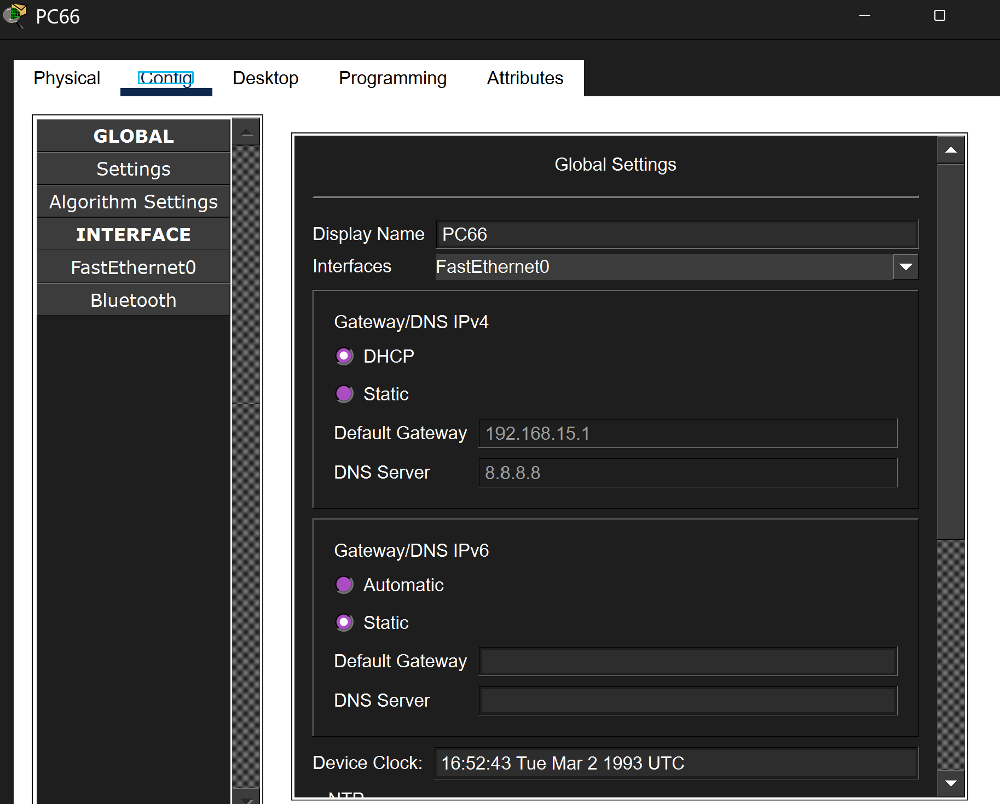 PC66
Physical Config Desktop Programming Attributes
GLOBAL
Settings
Algorithm Settings
INTERFACE
FastEthernet0
Bluetooth
Global Settings
Display Name PC66
Interfaces FastEthernet0
Gateway/DNS IPv4
DHCP
Static
Default Gateway 192.168.15.1
DNS Server 8.8.8.8
Gateway/DNS IPv6
Automatic
Static
Default Gateway
DNS Server
Device Clock: 16:52:43 Tue Mar 2 1993 UTC
NTP